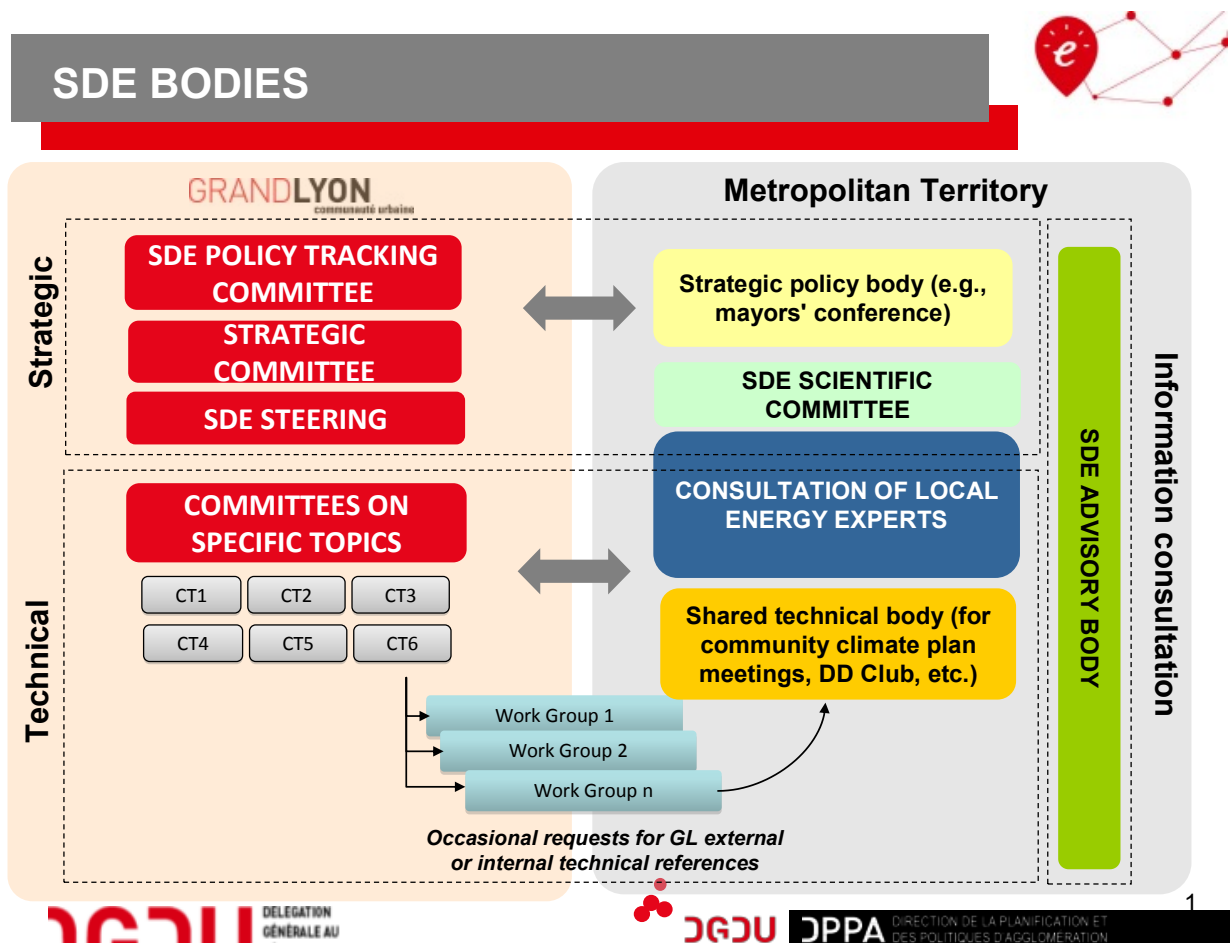 SDE BODIES
e
GRANDLYON
communauté urbaine
Metropolitan Territory
Strategic
SDE POLICY TRACKING
COMMITTEE
STRATEGIC
COMMITTEE
SDE STEERING
Strategic policy body (e.g.,
mayors' conference)
SDE SCIENTIFIC
COMMITTEE
CONSULTATION OF LOCAL
ENERGY EXPERTS
Technical
COMMITTEES ON
SPECIFIC TOPICS
CT1
CT2
CT3
CT4
CT5
CT6
Shared technical body (for
community climate plan
meetings, DD Club, etc.)
Work Group 1
Work Group 2
Work Group n
Occasional requests for GL external
or internal technical references
SDE ADVISORY BODY
Information consultation
1
DGDU
DELEGATION
GÉNÉRALE AU
DGDU
DPPA
DIRECTION DE LA PLANIFICATION ET
DES POLITIQUES D'AGGLOMERATION